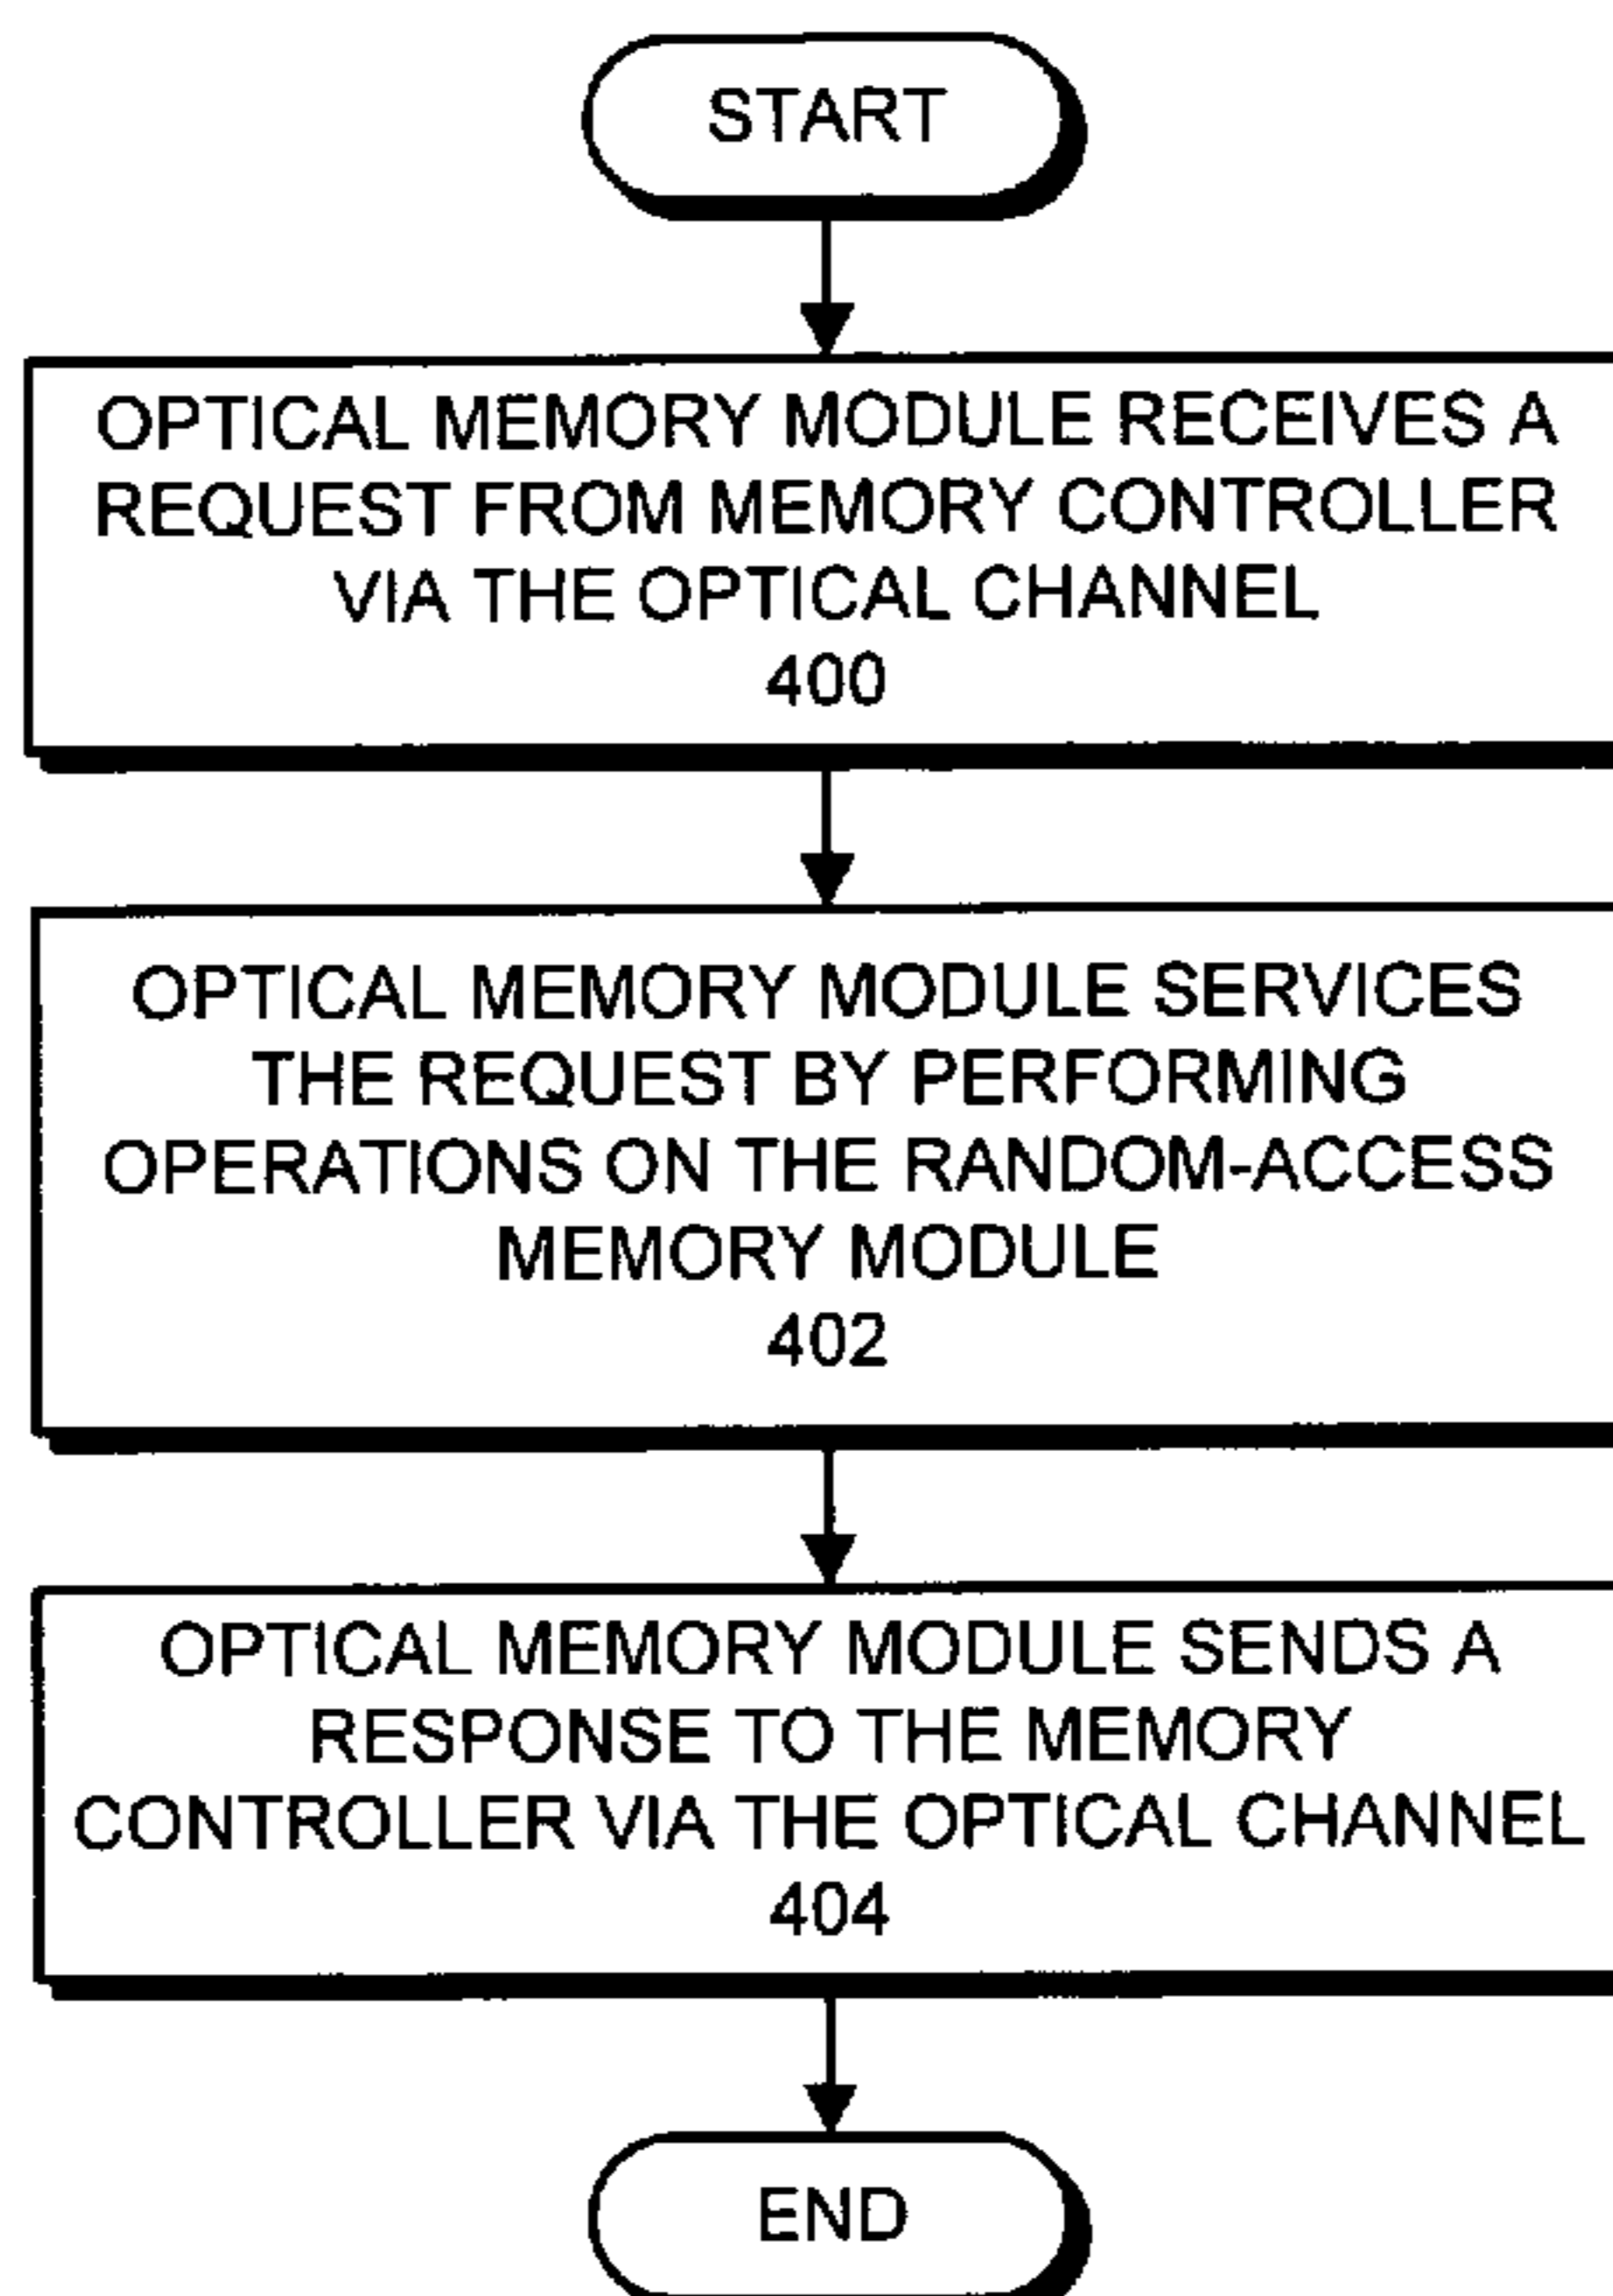 START
OPTICAL MEMORY MODULE RECEIVES A
REQUEST FROM MEMORY CONTROLLER
VIA THE OPTICAL CHANNEL
400
OPTICAL MEMORY MODULE SERVICES
THE REQUEST BY PERFORMING
OPERATIONS ON THE RANDOM-ACCESS
MEMORY MODULE
402
OPTICAL MEMORY MODULE SENDS A
RESPONSE TO THE MEMORY
CONTROLLER VIA THE OPTICAL CHANNEL
404
END